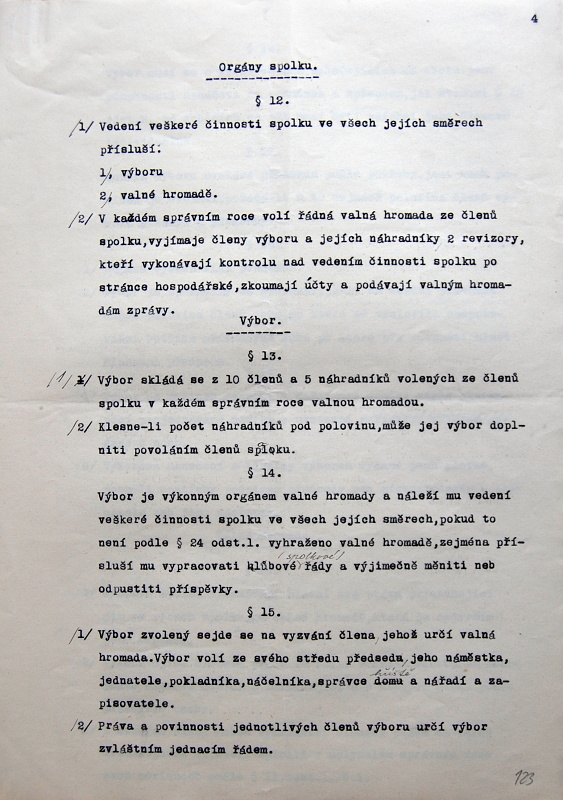 4
Orgány spolku.
§ 12.
/1/ Vedení veškeré činnosti spolku ve všech jejích směrech
přísluší:
1, výboru
2, valné hromadě.
/2/ V každém správním roce volí řádná valná hromada ze členů
spolku,vyjímaje členy výboru a jejích náhradníky 2 revizory,
kteří vykonávají kontrolu nad vedením činnosti spolku po
stránce hospodářské,zkoumají účty a podávají valným hroma-
dám zprávy.
Výbor.
§ 13.
/1/ Výbor skládá se z 10 členů a 5 náhradníků volených ze členů
spolku v každém správním roce valnou hromadou.
/2/ Klesne-li počet náhradníků pod polovinu,může jej výbor dopl-
niti povoláním členů spolku.
§ 14.
Výbor je výkonným orgánem valné hromady a náleží mu vedení
veškeré činnosti spolku ve všech jejích směrech,pokud to
není podle § 24 odst.1. vyhraženo valné hromadě,zejména pří-
(spolkové)
sluší mu vypracovati klubové řády a výjimečně měniti neb
odpustiti příspěvky.
§ 15.
/1/ Výbor zvolený sejde se na vyzvání člena, jehož určí valná
hromada.Výbor volí ze svého středu předsedu,jeho náměstka,
hřiště
jednatele,pokladníka,náčelníka,správce domu a nářadí a za-
pisovatele.
/2/ Práva a povinnosti jednotlivých členů výboru určí výbor
zvláštním jednacím řádem.
123